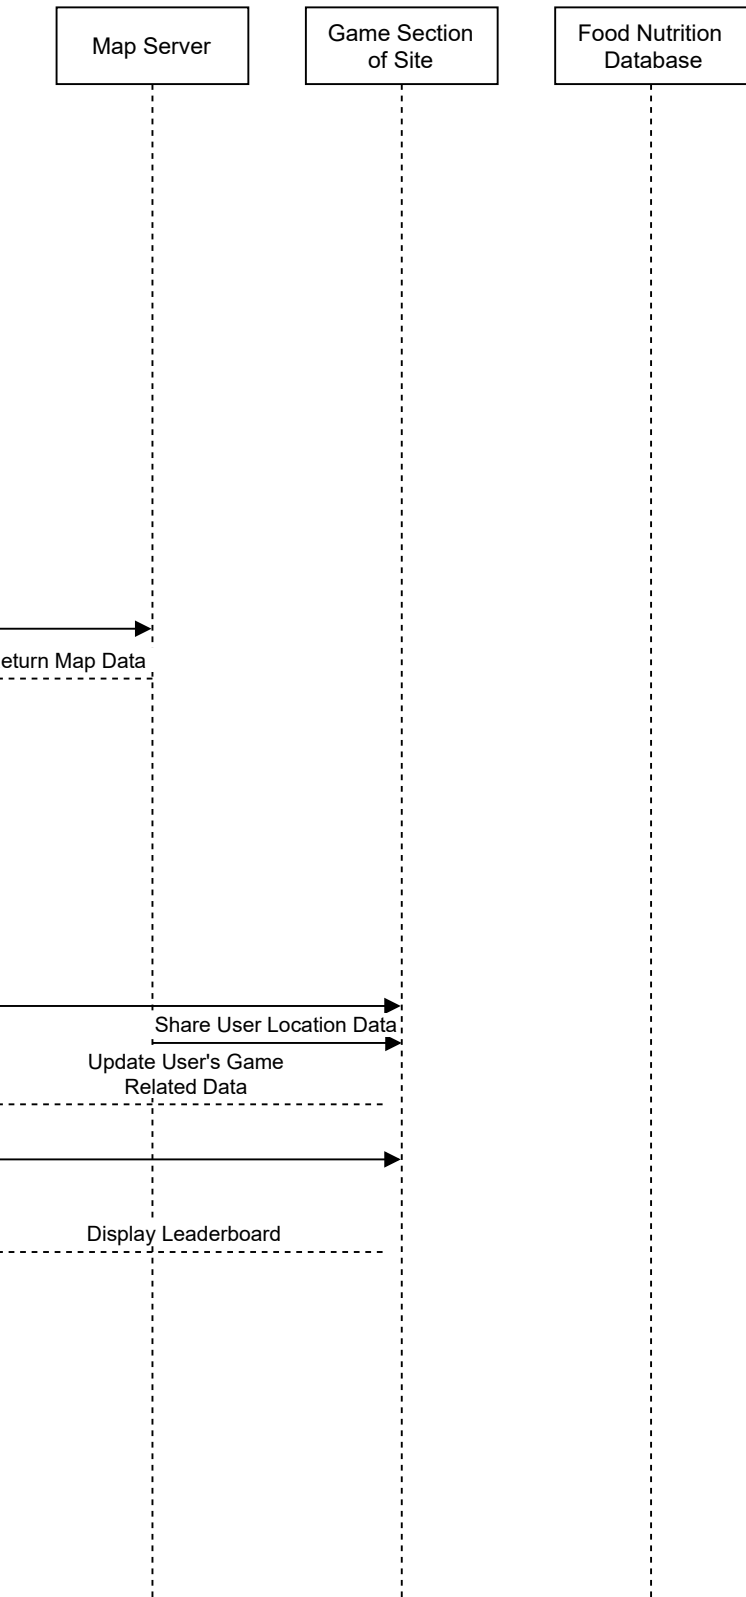 Map Server
Game Section
of Site
Food Nutrition
Database
eturn Map Data
Share User Location Data
Update User's Game
Related Data
Display Leaderboard